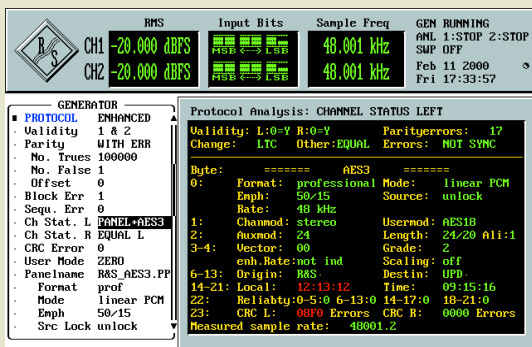 RMS Input Bits Sample Freq GEN RUNNING
R S CH1 -20.000 dBFS MSB <--> LSB 48.001 kHz ANL 1:STOP 2:STOP
SWP OFF
CH2 -20.000 dBFS MSB <--> LSB 48.001 kHz Feb 11 2000
Fri 17:33:57
GENERATOR
PROTOCOL ENHANCED
Validity 1 & 2
Parity WITH ERR
No. Trues 100000
No. False 1
Offset 0
Block Err 1
Sequ. Err 0
Ch Stat. L PANEL+AES3
Ch Stat. R EQUAL L
CRC Error 0
User Mode ZERO
Panelname R&S_AES3.PP
Format prof
Mode linear PCM
Emph 50/15
Src Lock unlock
Protocol Analysis: CHANNEL STATUS LEFT
Validity: L:0=Y R:0=Y Parityerrors: 17
Change: LTC Other:EQUAL Errors: NOT SYNC
Byte: ======= AES3 =======
0: Format: professional Mode: linear PCM
Emph: 50/15 Source: unlock
Rate: 48 kHz
1: Chanmod: stereo Usermod: AES18
2: Auxmod: 24 Length: 24/20 Ali:1
3-4: Vector: 00 Grade: 2
enh.Rate:not ind Scaling: off
6-13: Origin: R&S- Destin: UPD-
14-21: Local: 12:13:12 Time: 09:15:16
22: Reliabty:0-5:0 6-13:0 14-17:0 18-21:0
23: CRC L: 08F0 Errors CRC R: 0000 Errors
Measured sample rate: 48001.2